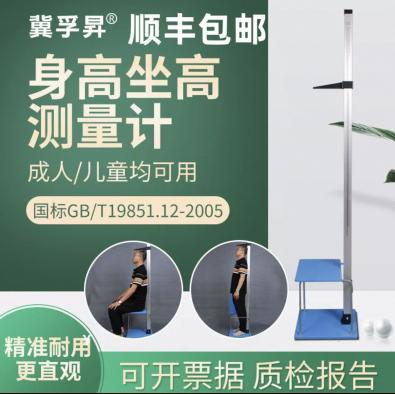 冀孚昇® 顺丰包邮
身高坐高
测量计
成人/儿童均可用
国标GB/T19851.12-2005
精准耐用
更直观
可开票据 质检报告